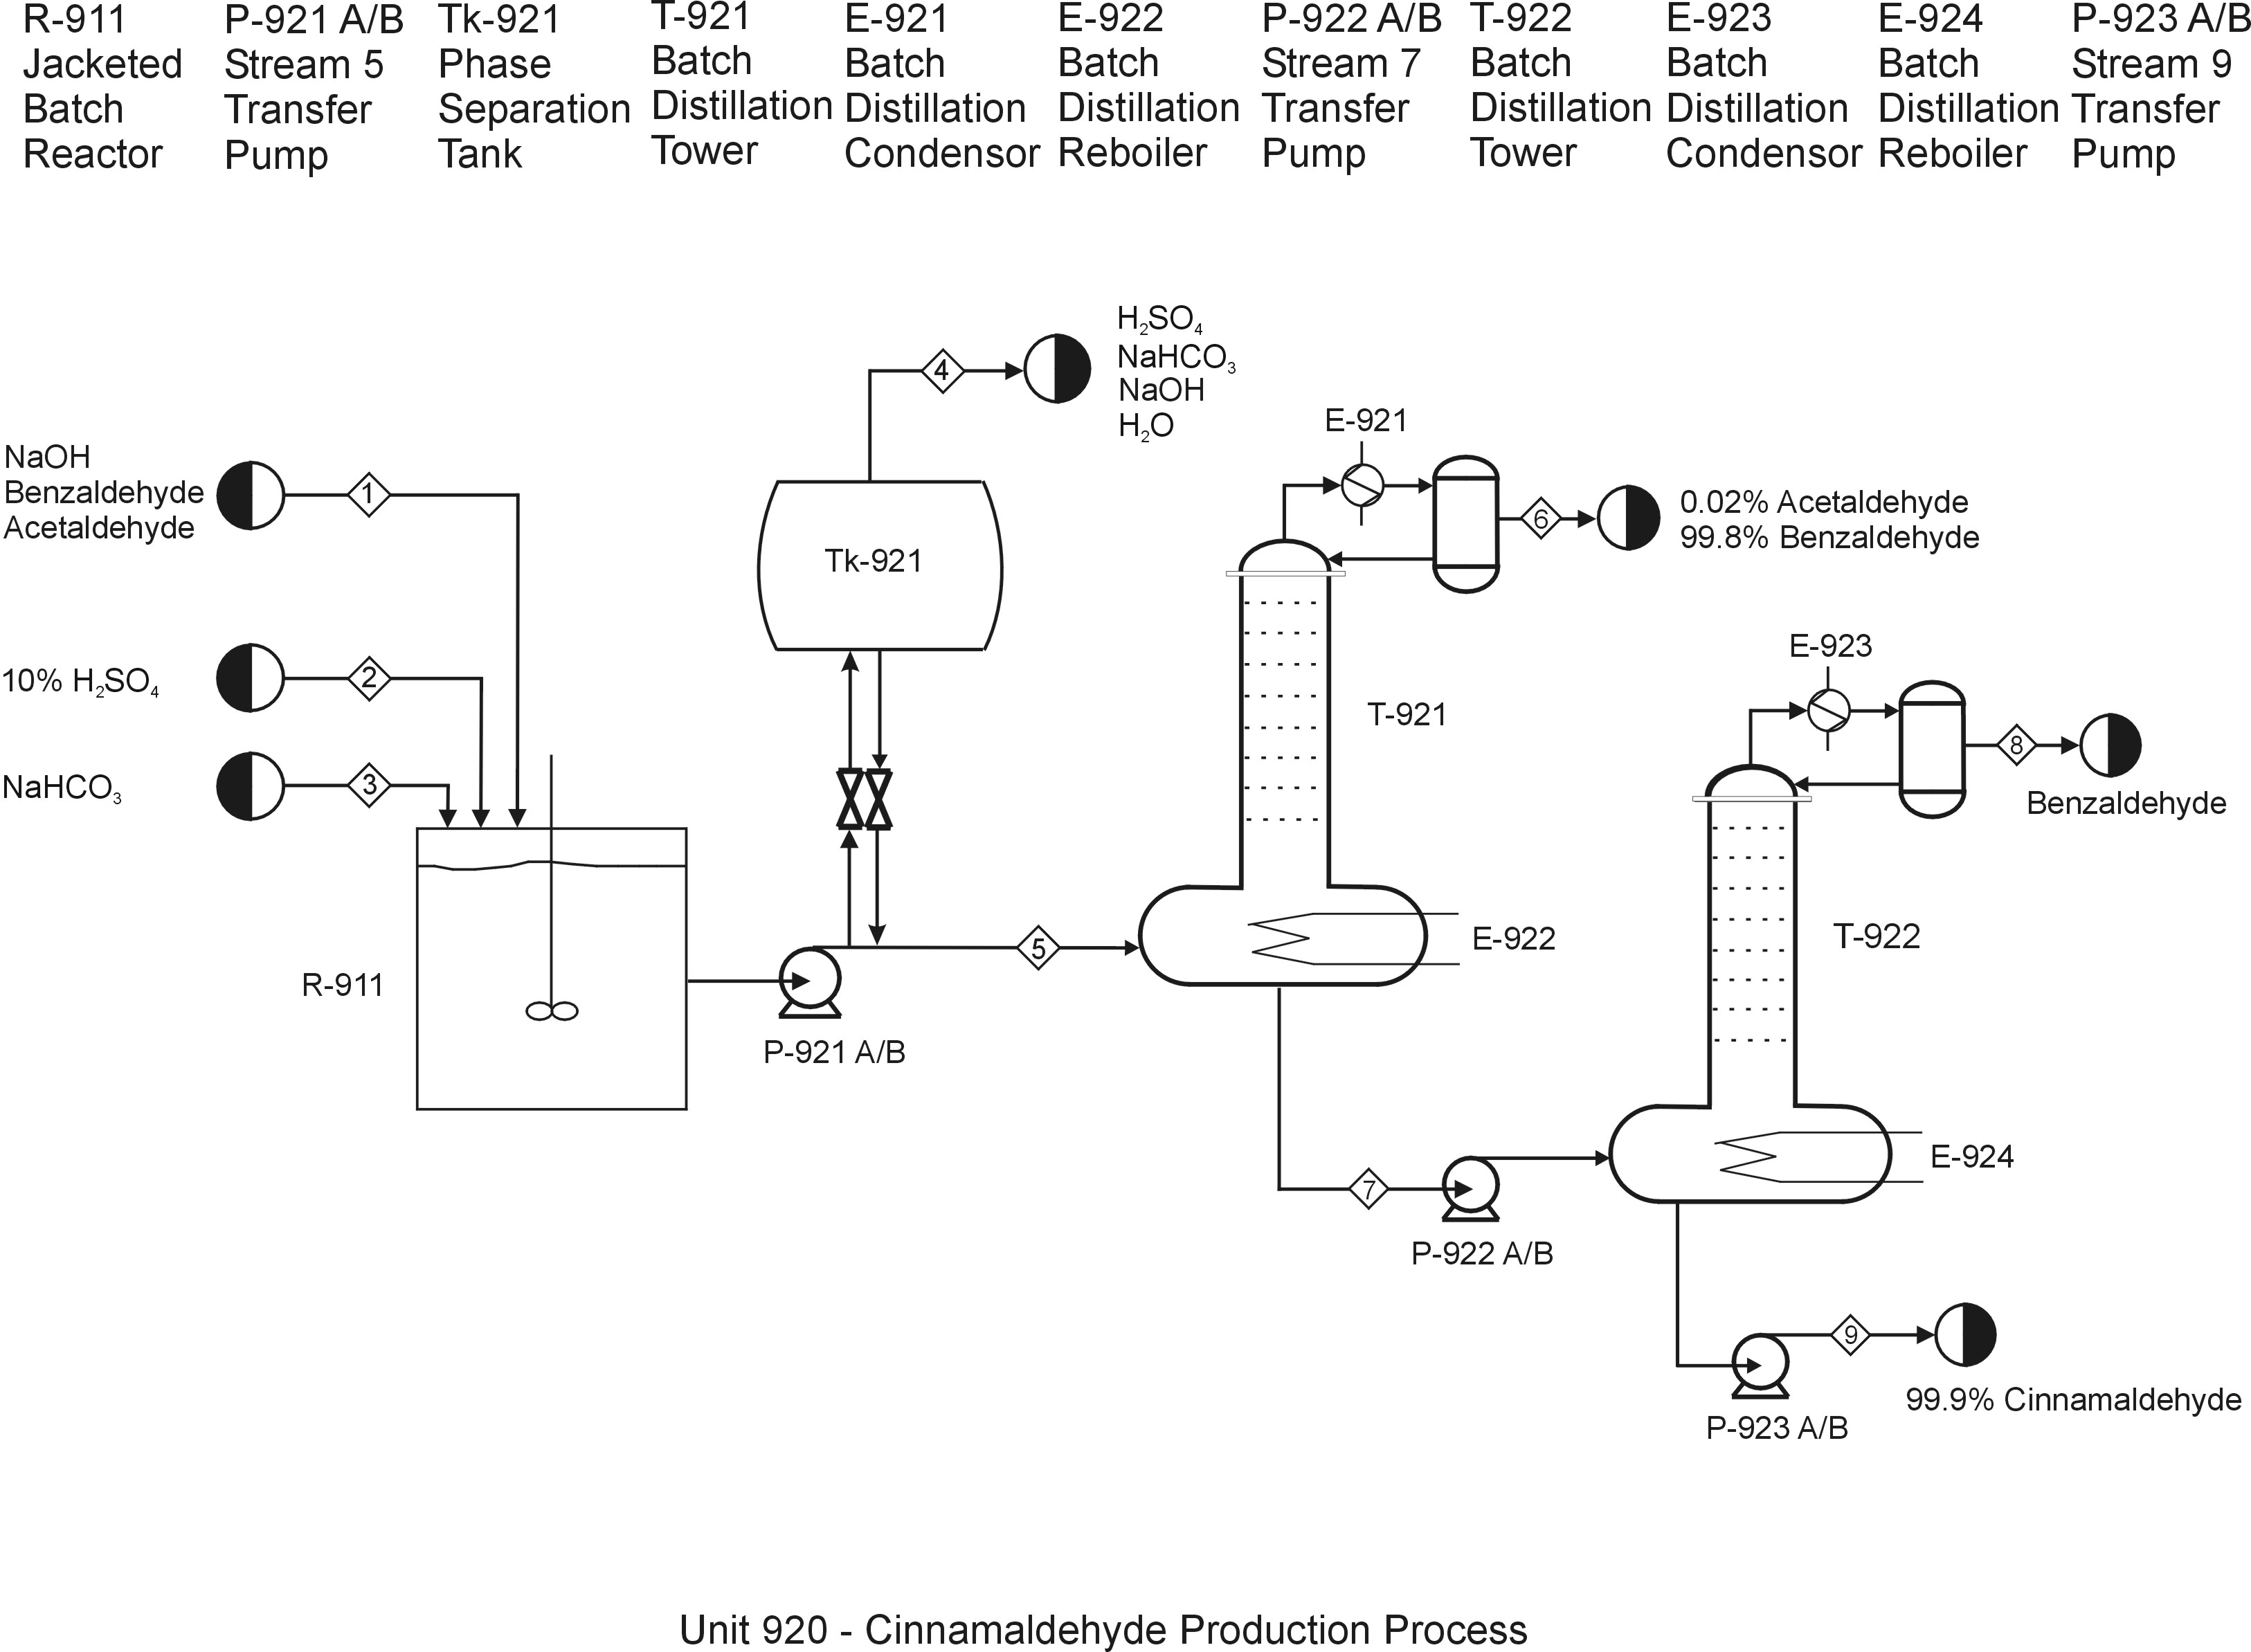 R-911
Jacketed
Batch
Reactor
P-921 A/B
Stream 5
Transfer
Pump
Tk-921
Phase
Separation
Tank
T-921
Batch
Distillation
Tower
E-921
Batch
Distillation
Condensor
E-922
Batch
Distillation
Reboiler
P-922 A/B
Stream 7
Transfer
Pump
T-922
Batch
Distillation
Tower
E-923
Batch
Distillation
Condensor
E-924
Batch
Distillation
Reboiler
P-923 A/B
Stream 9
Transfer
Pump
H₂SO₄
NaHCO₃
NaOH
H₂O
4
E-921
NaOH
Benzaldehyde
Acetaldehyde
1
Tk-921
6
0.02% Acetaldehyde
99.8% Benzaldehyde
10% H₂SO₄
2
T-921
E-923
NaHCO₃
3
8
Benzaldehyde
R-911
P-921 A/B
5
E-922
T-922
7
P-922 A/B
E-924
9
99.9% Cinnamaldehyde
P-923 A/B
Unit 920 - Cinnamaldehyde Production Process